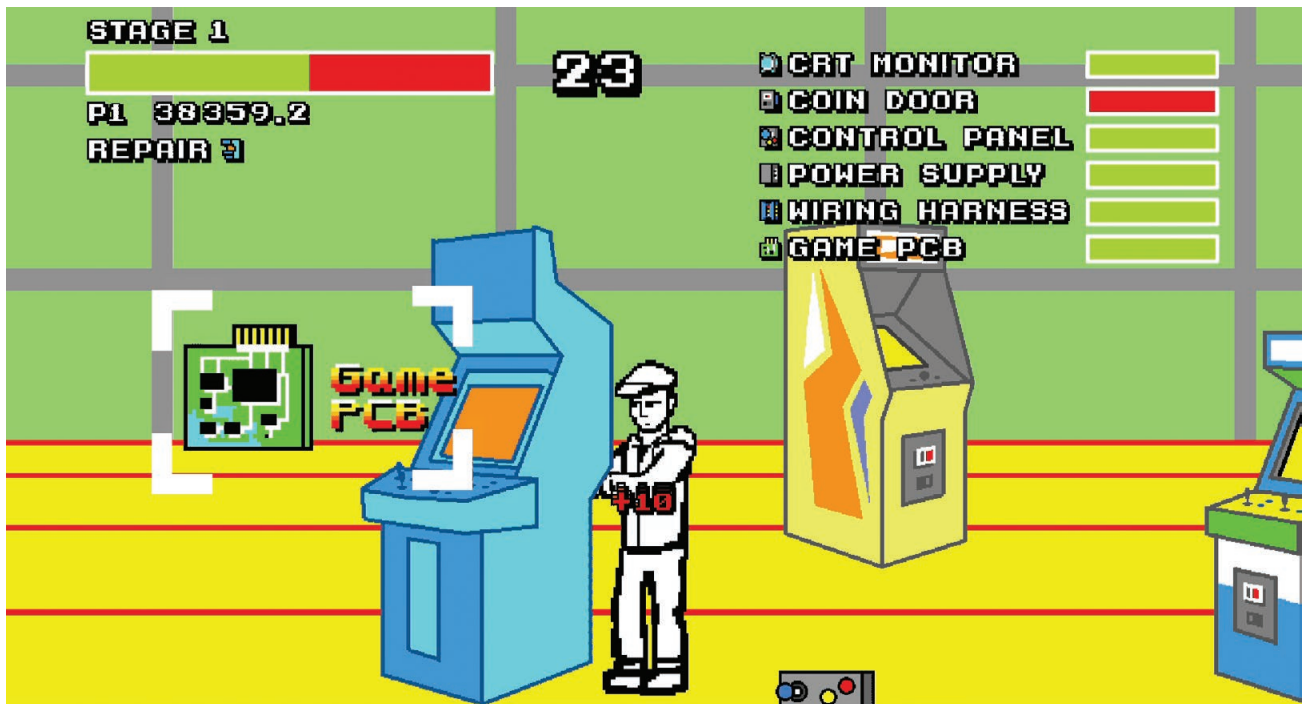 STAGE 1
23
P1 38359.2
REPAIR
CRT MONITOR
COIN DOOR
CONTROL PANEL
POWER SUPPLY
WIRING HARNESS
GAME PCB
Game
PCB
+10